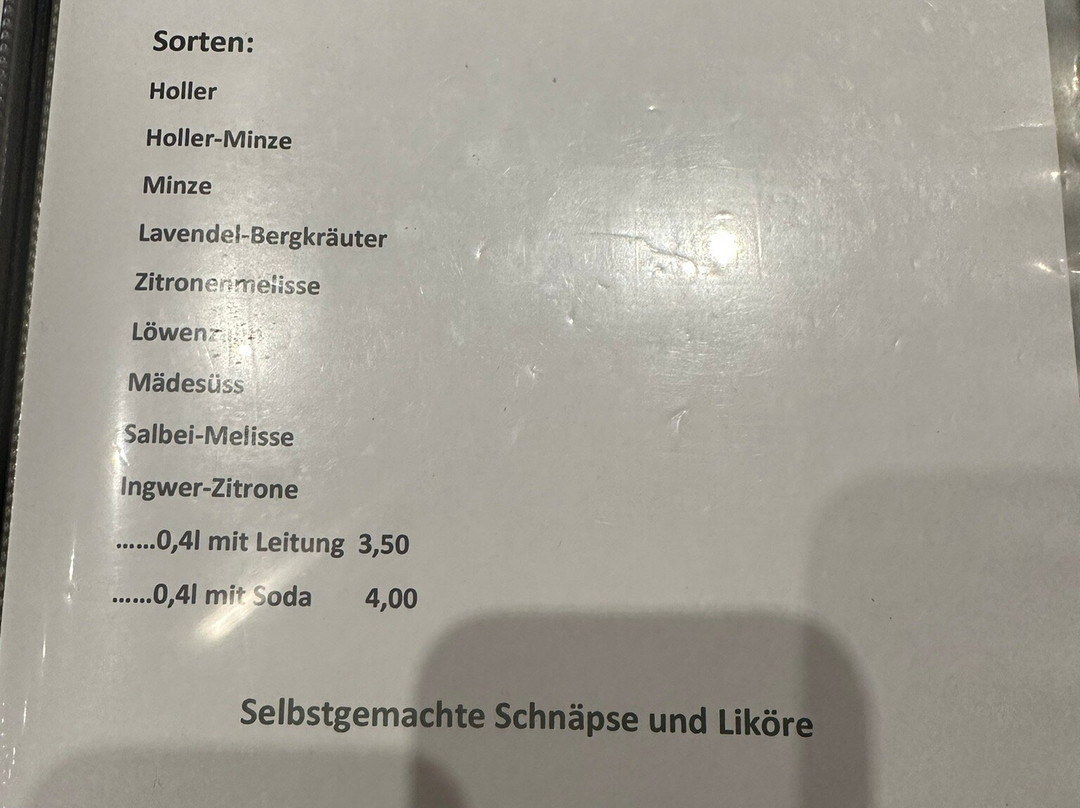 Sorten:
Holler
Holler-Minze
Minze
Lavendel-Bergkräuter
Zitronenmelisse
Mädesüss
Salbei-Melisse
Ingwer-Zitrone
......0,4l mit Leitung 3,50
......0,4l mit Soda 4,00
Selbstgemachte Schnäpse und Liköre